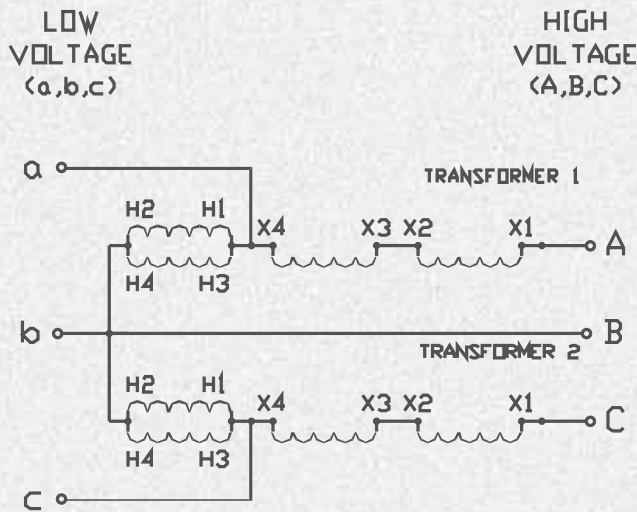 LOW
VOLTAGE
(a,b,c)
HIGH
VOLTAGE
(A,B,C)
a
TRANSFORMER 1
H2 H1 X4 X3 X2 X1 A
H4 H3
b B
TRANSFORMER 2
H2 H1 X4 X3 X2 X1 C
H4 H3
c